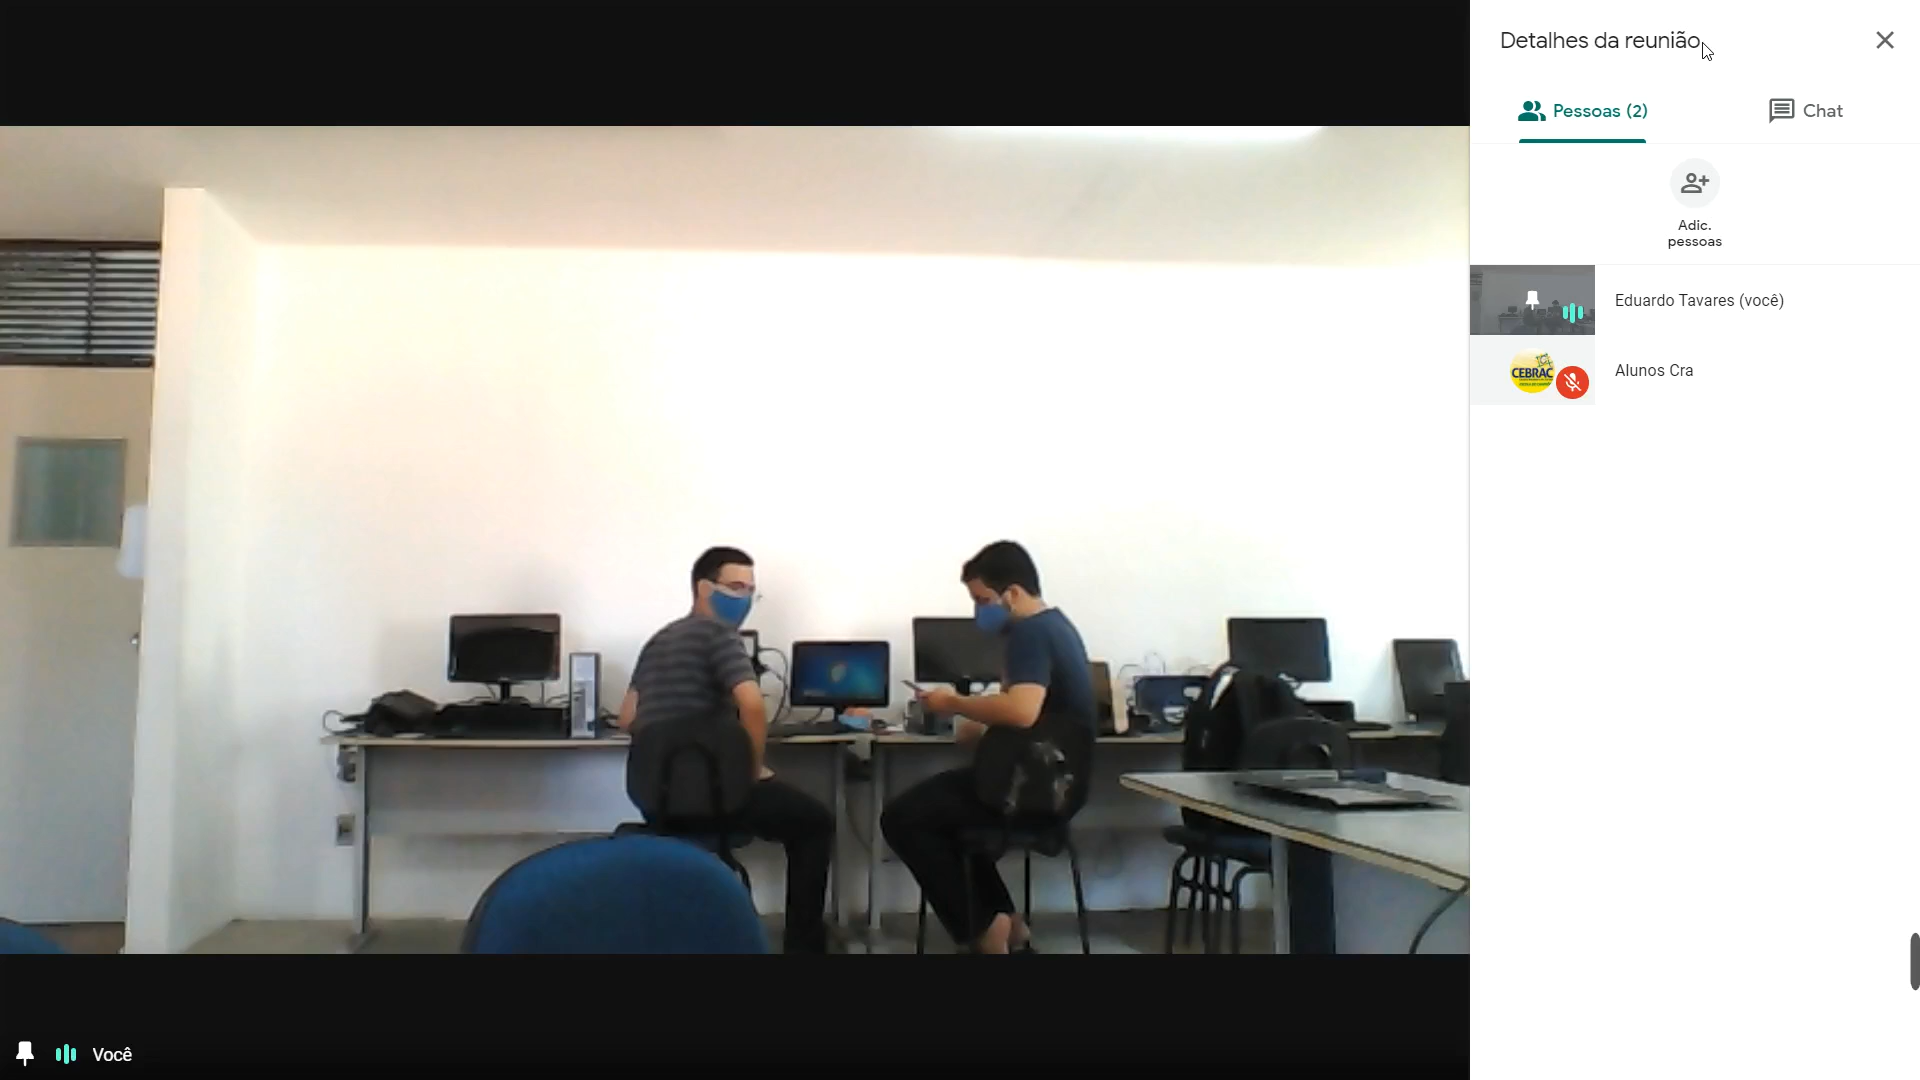 Detalhes da reunião
Pessoas (2)
Chat
Adic.
pessoas
Eduardo Tavares (você)
CEBRAC
Alunos Cra
Você